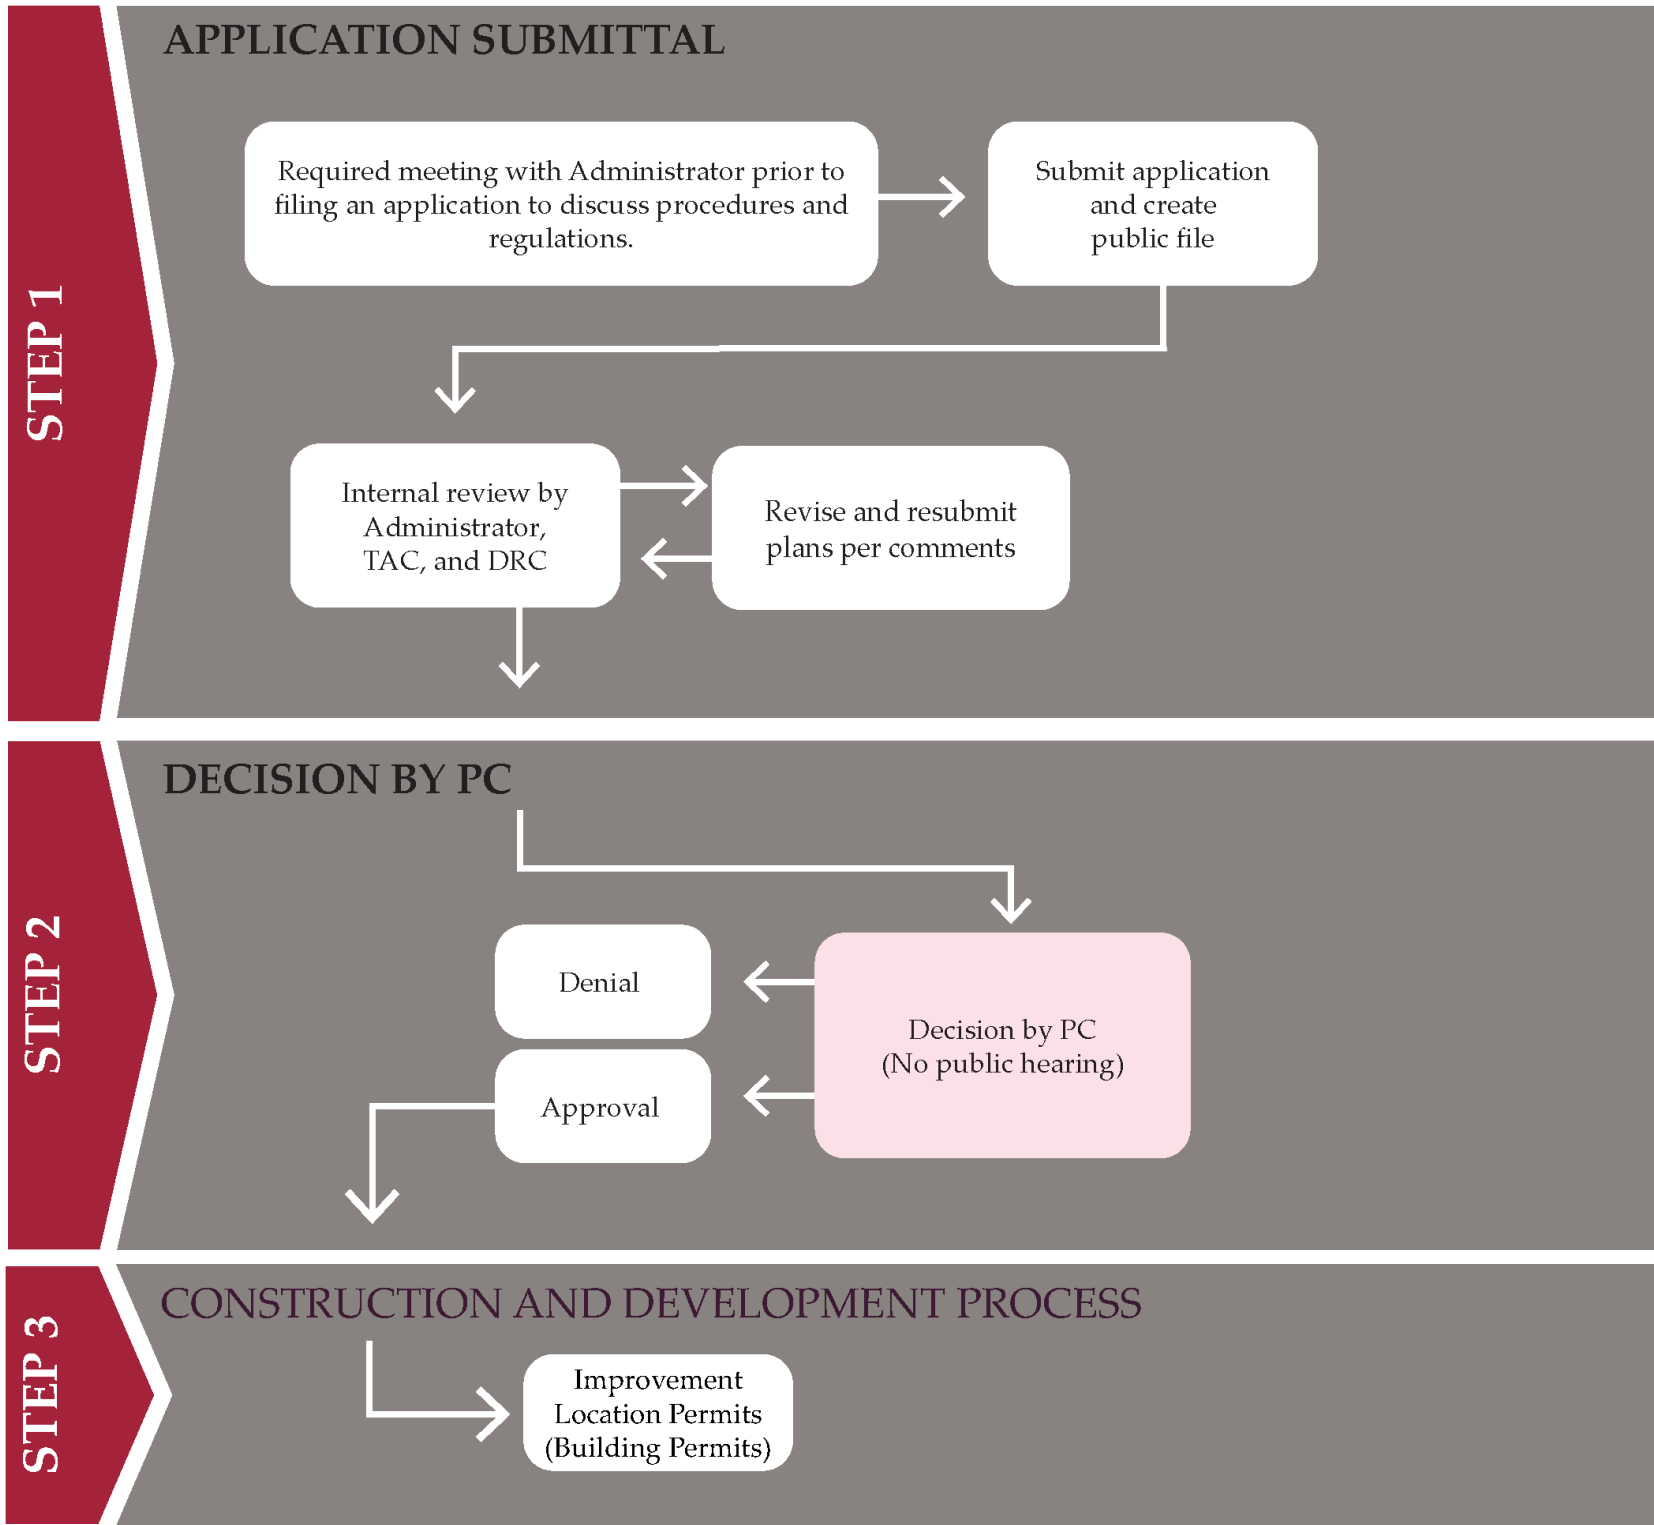 STEP 1
APPLICATION SUBMITTAL
Required meeting with Administrator prior to
filing an application to discuss procedures and
regulations.
Submit application
and create
public file
Internal review by
Administrator,
TAC, and DRC
Revise and resubmit
plans per comments
STEP 2
DECISION BY PC
Denial
Approval
Decision by PC
(No public hearing)
STEP 3
CONSTRUCTION AND DEVELOPMENT PROCESS
Improvement
Location Permits
(Building Permits)